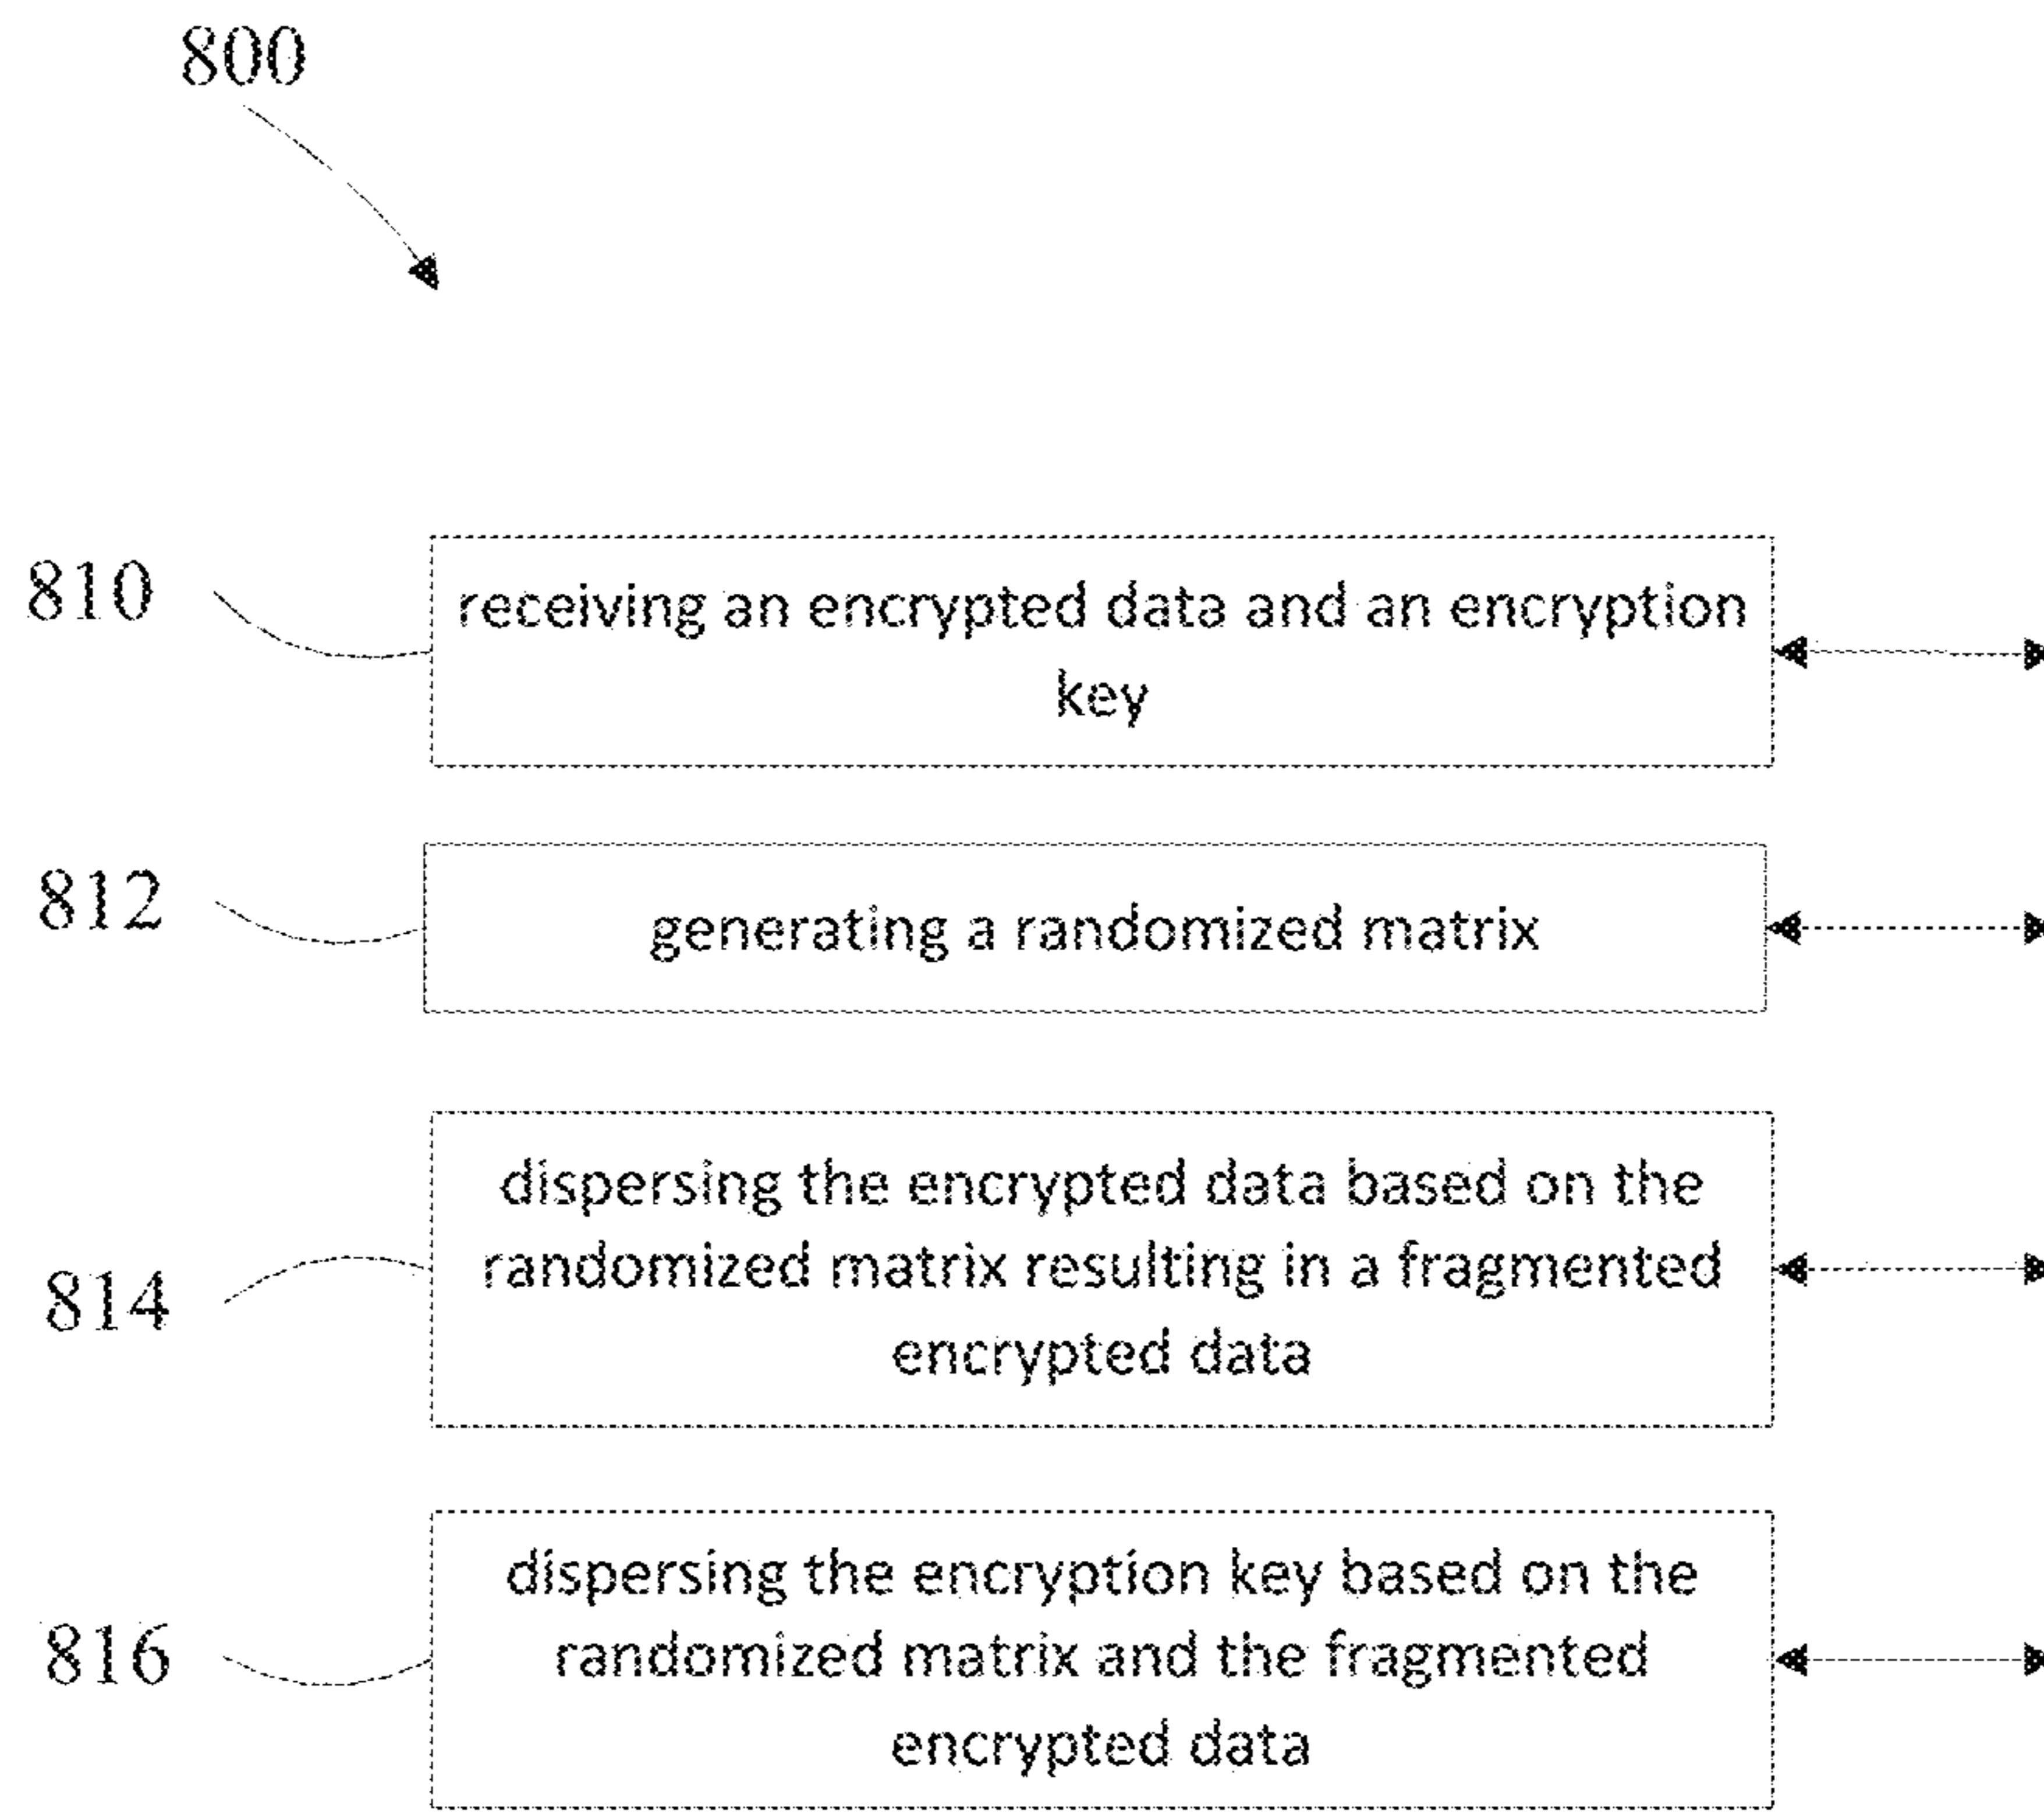 800
810
receiving an encrypted data and an encryption
key
812
generating a randomized matrix
dispersing the encrypted data based on the
randomized matrix resulting in a fragmented
814
encrypted data
dispersing the encryption key based on the
816
randomized matrix and the fragmented
encrypted data